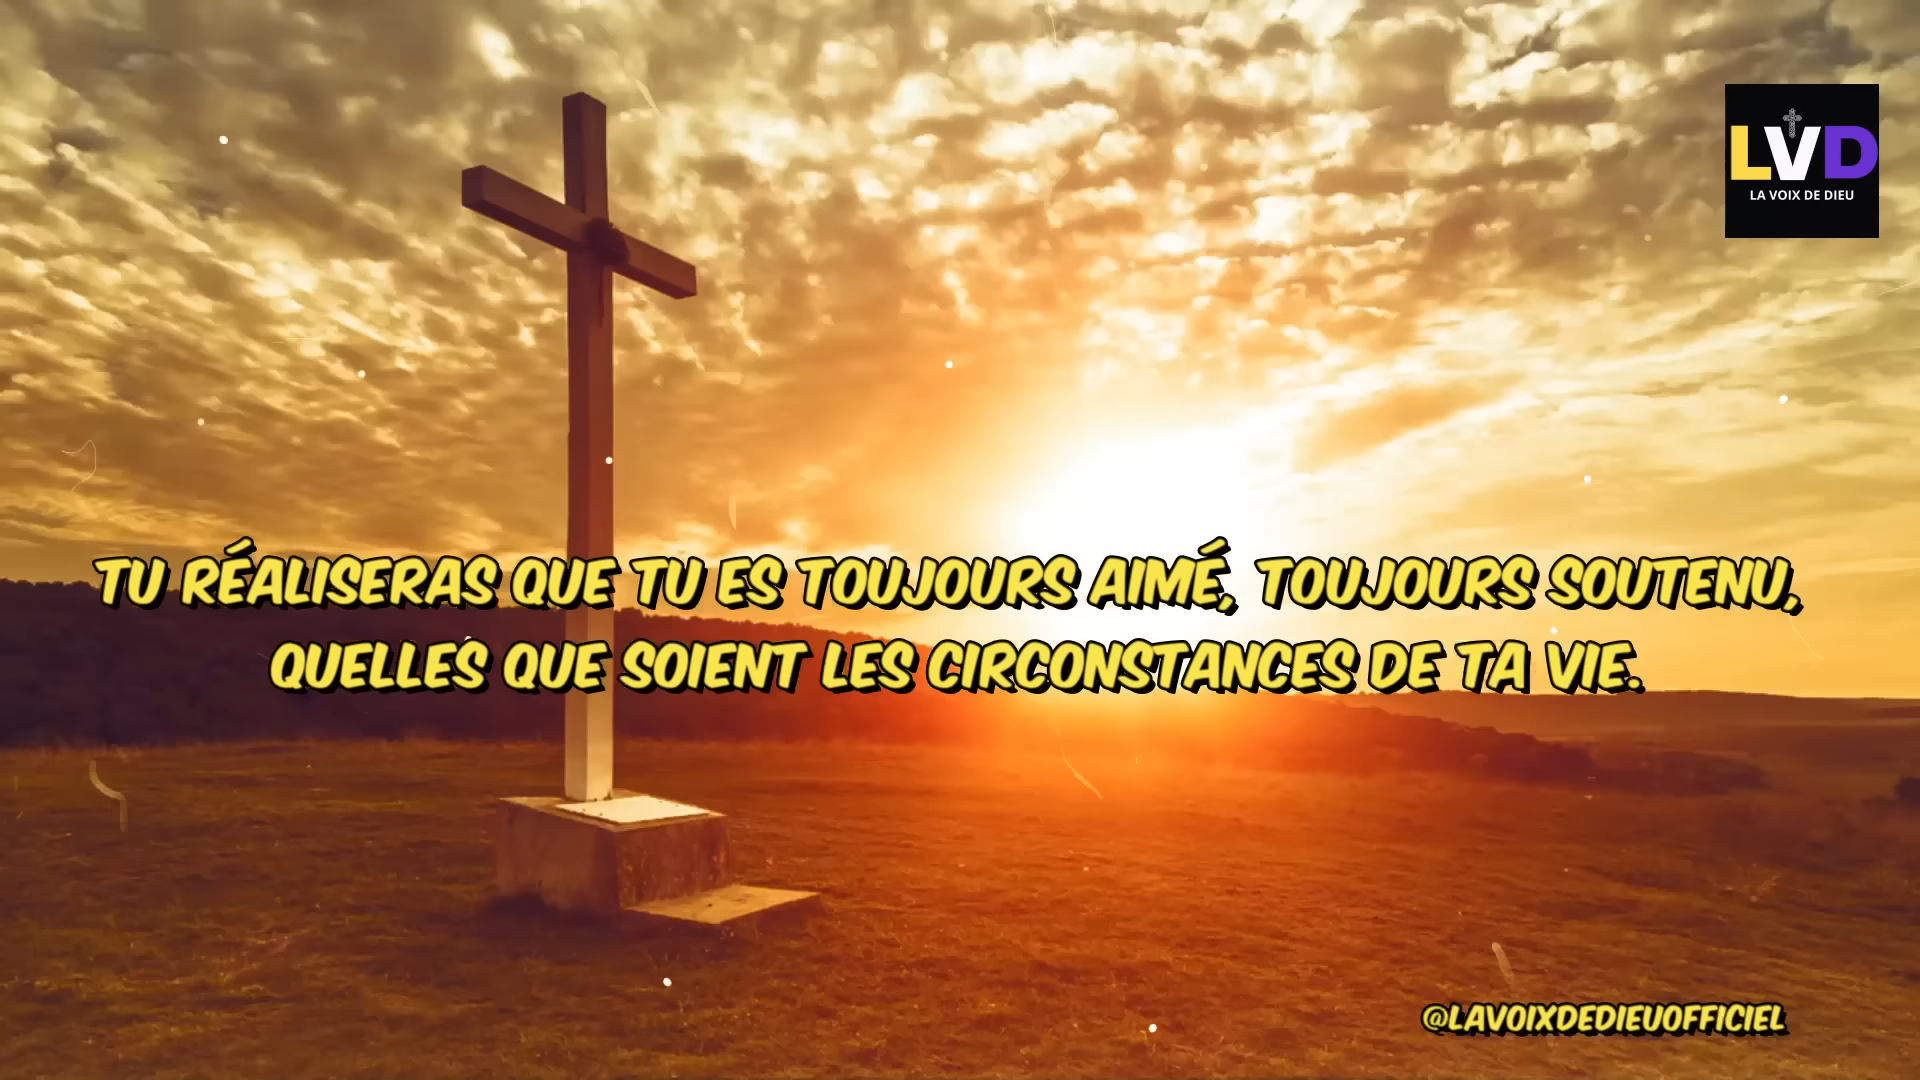 LVD
LA VOIX DE DIEU
TU RÉALISERAS QUE TU ES TOUJOURS AIMÉ, TOUJOURS SOUTENU,
QUELLES QUE SOIENT LES CIRCONSTANCES DE TA VIE.
@LAVOIXDEDIEUOFFICIEL